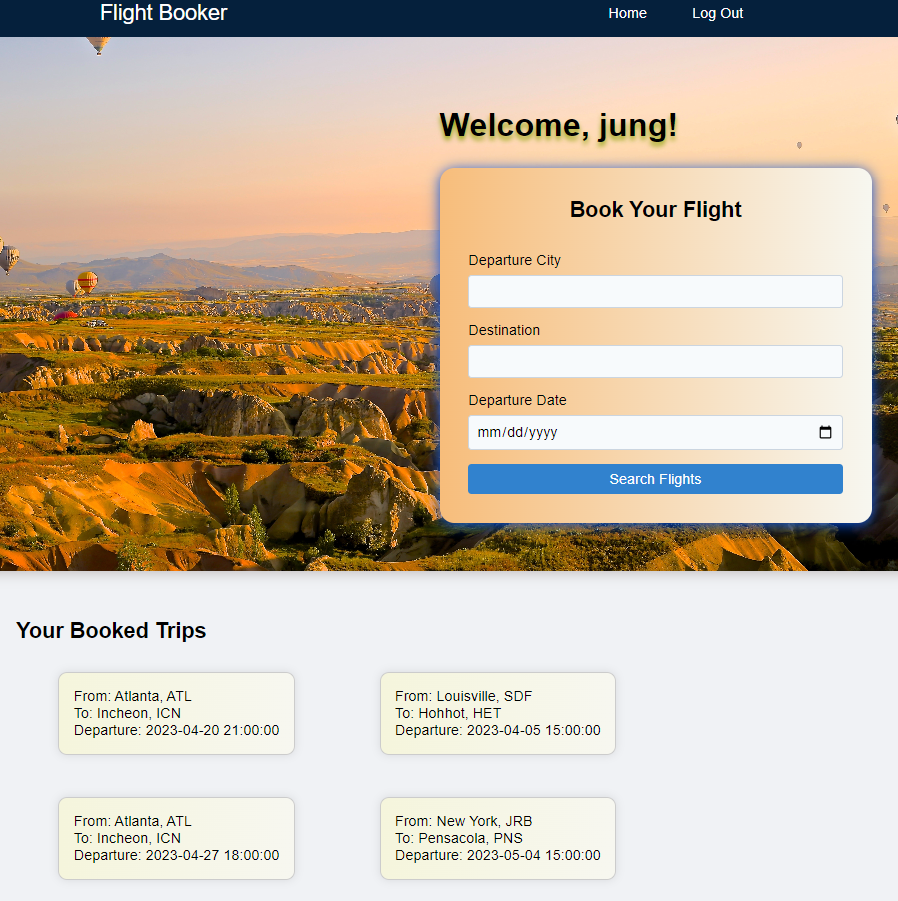 Flight Booker
Home
Log Out
Welcome, jung!
Book Your Flight
Departure City
Destination
Departure Date
mm/dd/yyyy
Search Flights
Your Booked Trips
From: Atlanta, ATL
To: Incheon, ICN
Departure: 2023-04-20 21:00:00
From: Louisville, SDF
To: Hohhot, HET
Departure: 2023-04-05 15:00:00
From: Atlanta, ATL
To: Incheon, ICN
Departure: 2023-04-27 18:00:00
From: New York, JRB
To: Pensacola, PNS
Departure: 2023-05-04 15:00:00